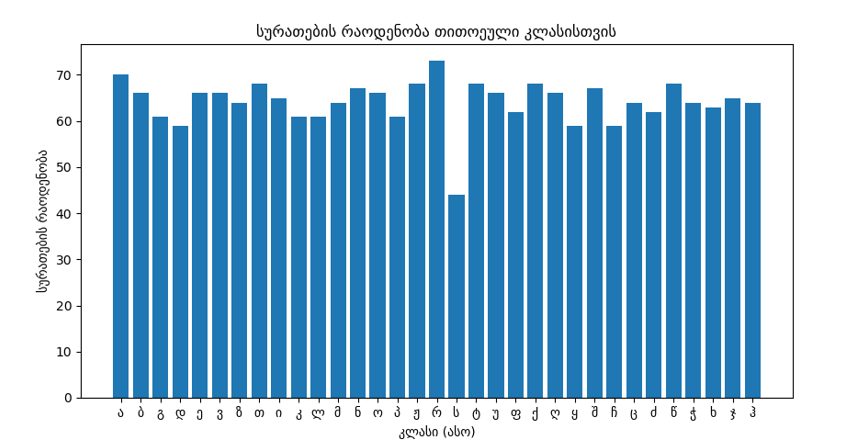 სურათების რაოდენობა თითოეული კლასისთვის
სურათების რაოდენობა
70
60
50
40
30
20
10
0
ა ბ გ დ ე ვ ზ თ ი კ ლ მ ნ ო პ ჟ რ ს ტ უ ფ ქ ღ ყ შ ჩ ც ძ წ ჭ ხ ჯ ჰ
კლასი (ასო)